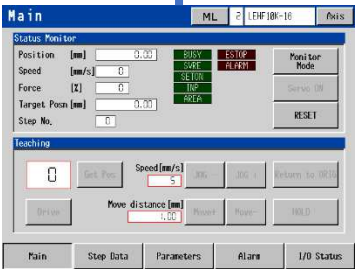 Main ML 2 LEHF10K-16 Axis
Status Monitor
Position [mm] 0.00 BUSY ESTOP Monitor Mode
Speed [mm/s] 0 SVRE ALARM
SETON Servo ON
Force [%] 0 INP
Target Posn [mm] 0.00 AREA
Step No. 0 RESET
Teaching
0 Get Pos Speed[mm/s] 5 JOG - JOG + Return to ORIG
Drive Move distance [mm] 1.00 Move+ Move- HOLD
Main Step Data Parameters Alarm I/O Status